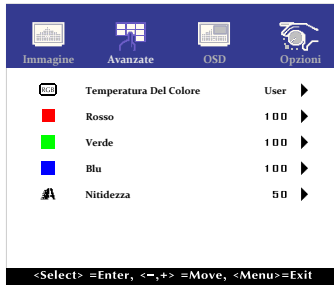 Immagine Avanzate OSD Opzioni
RGB Temperatura Del Colore User
Rosso 100
Verde 100
Blu 100
Nitidezza 50
<Select> =Enter, <−,+> =Move, <Menu>=Exit